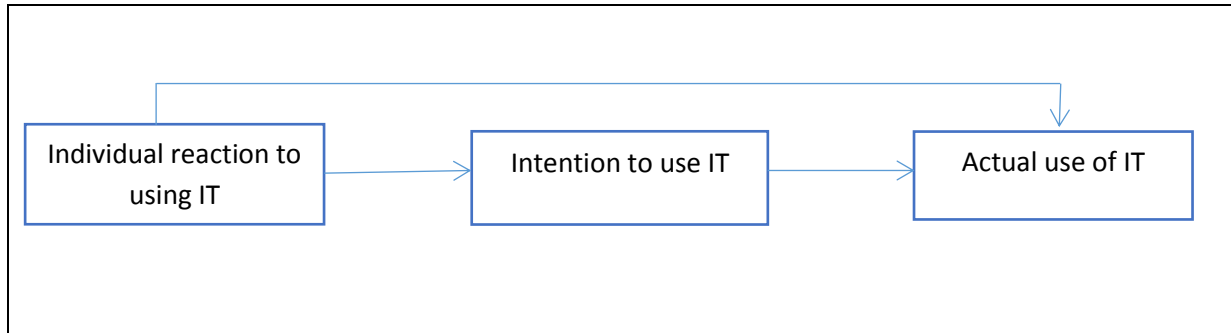 Individual reaction to
using IT
Intention to use IT
Actual use of IT